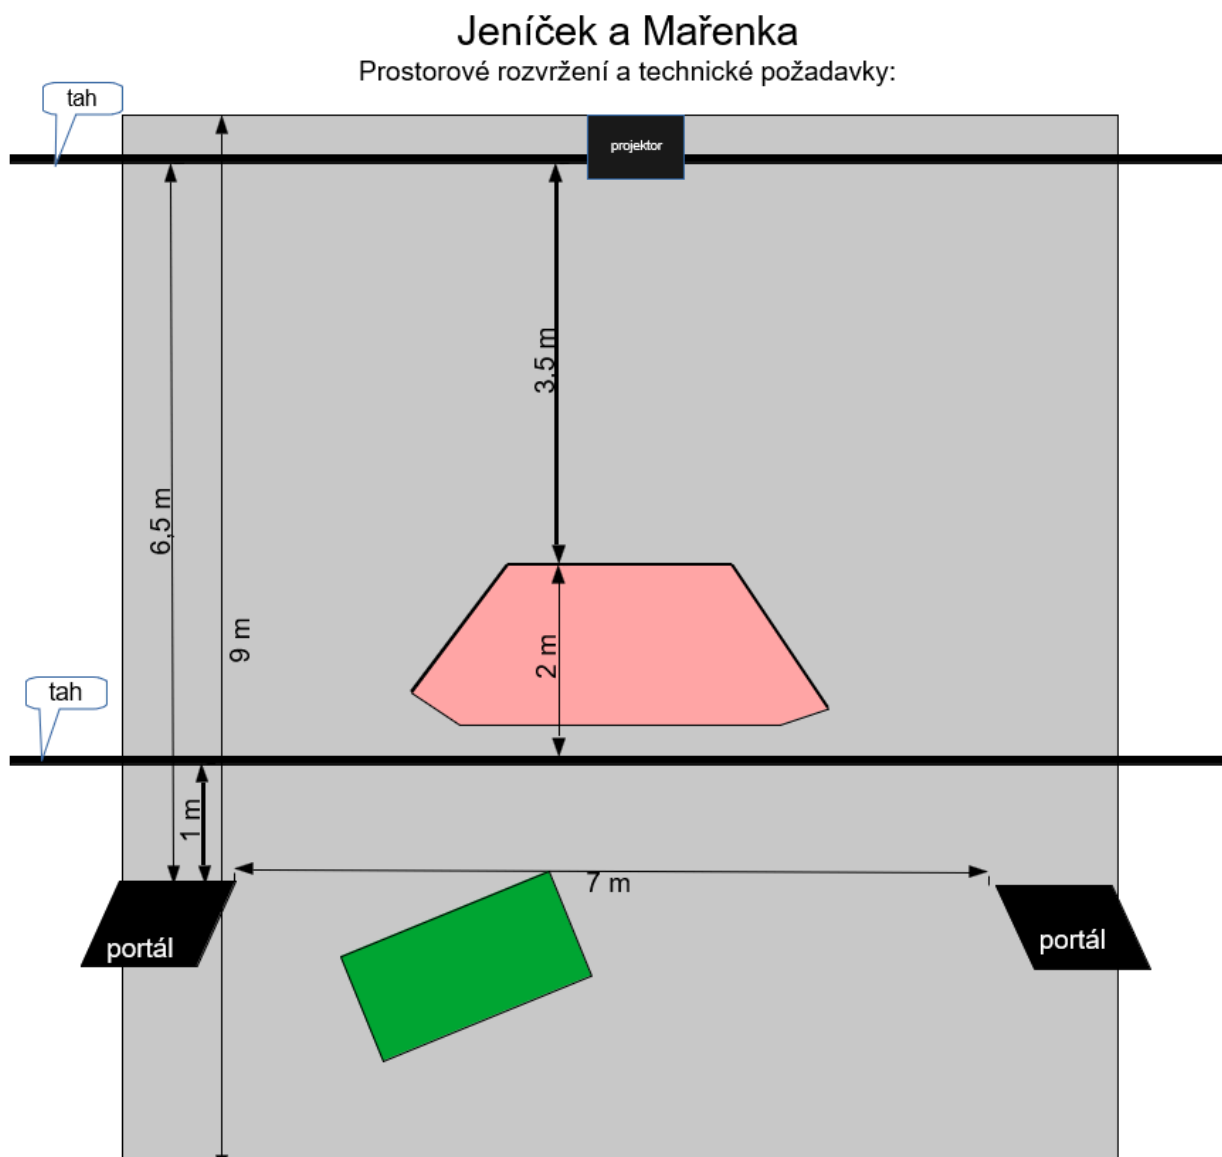 Jeníček a Mařenka
Prostorové rozvržení a technické požadavky:
tah
projektor
3,5 m
6,5 m
9 m
2 m
tah
1 m
7 m
portál
portál